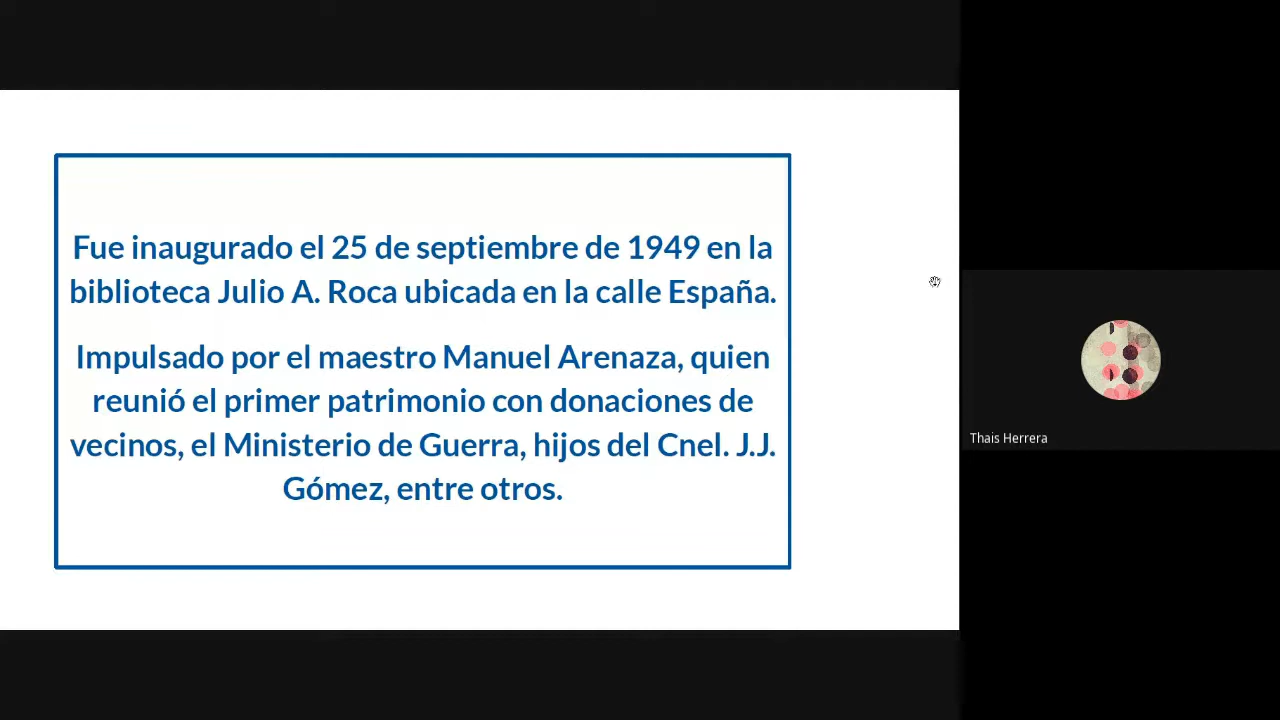 Fue inaugurado el 25 de septiembre de 1949 en la
biblioteca Julio A. Roca ubicada en la calle España.
Impulsado por el maestro Manuel Arenaza, quien
reunió el primer patrimonio con donaciones de
vecinos, el Ministerio de Guerra, hijos del Cnel. J.J.
Gómez, entre otros.
Thais Herrera